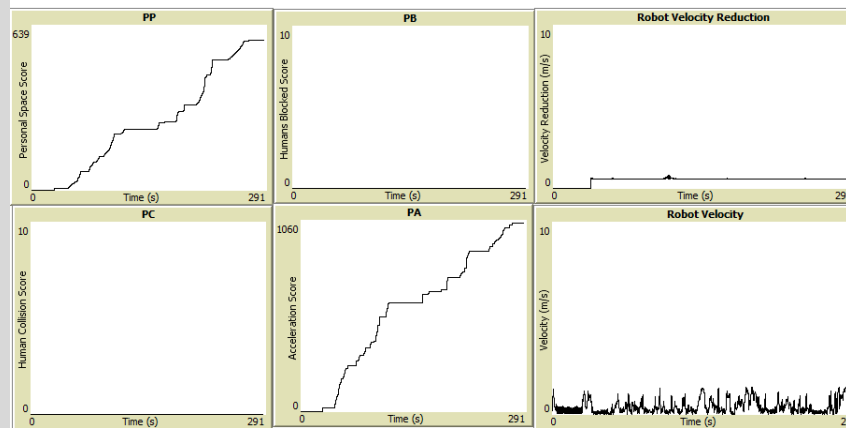 PP
639
Personal Space Score
0
0
Time (s)
291
PB
10
Humans Blocked Score
0
0
Time (s)
291
Robot Velocity Reduction
10
Velocity Reduction (m/s)
0
0
Time (s)
29
PC
10
Human Collision Score
0
0
Time (s)
291
PA
1060
Acceleration Score
0
0
Time (s)
291
Robot Velocity
10
Velocity (m/s)
0
0
Time (s)
2